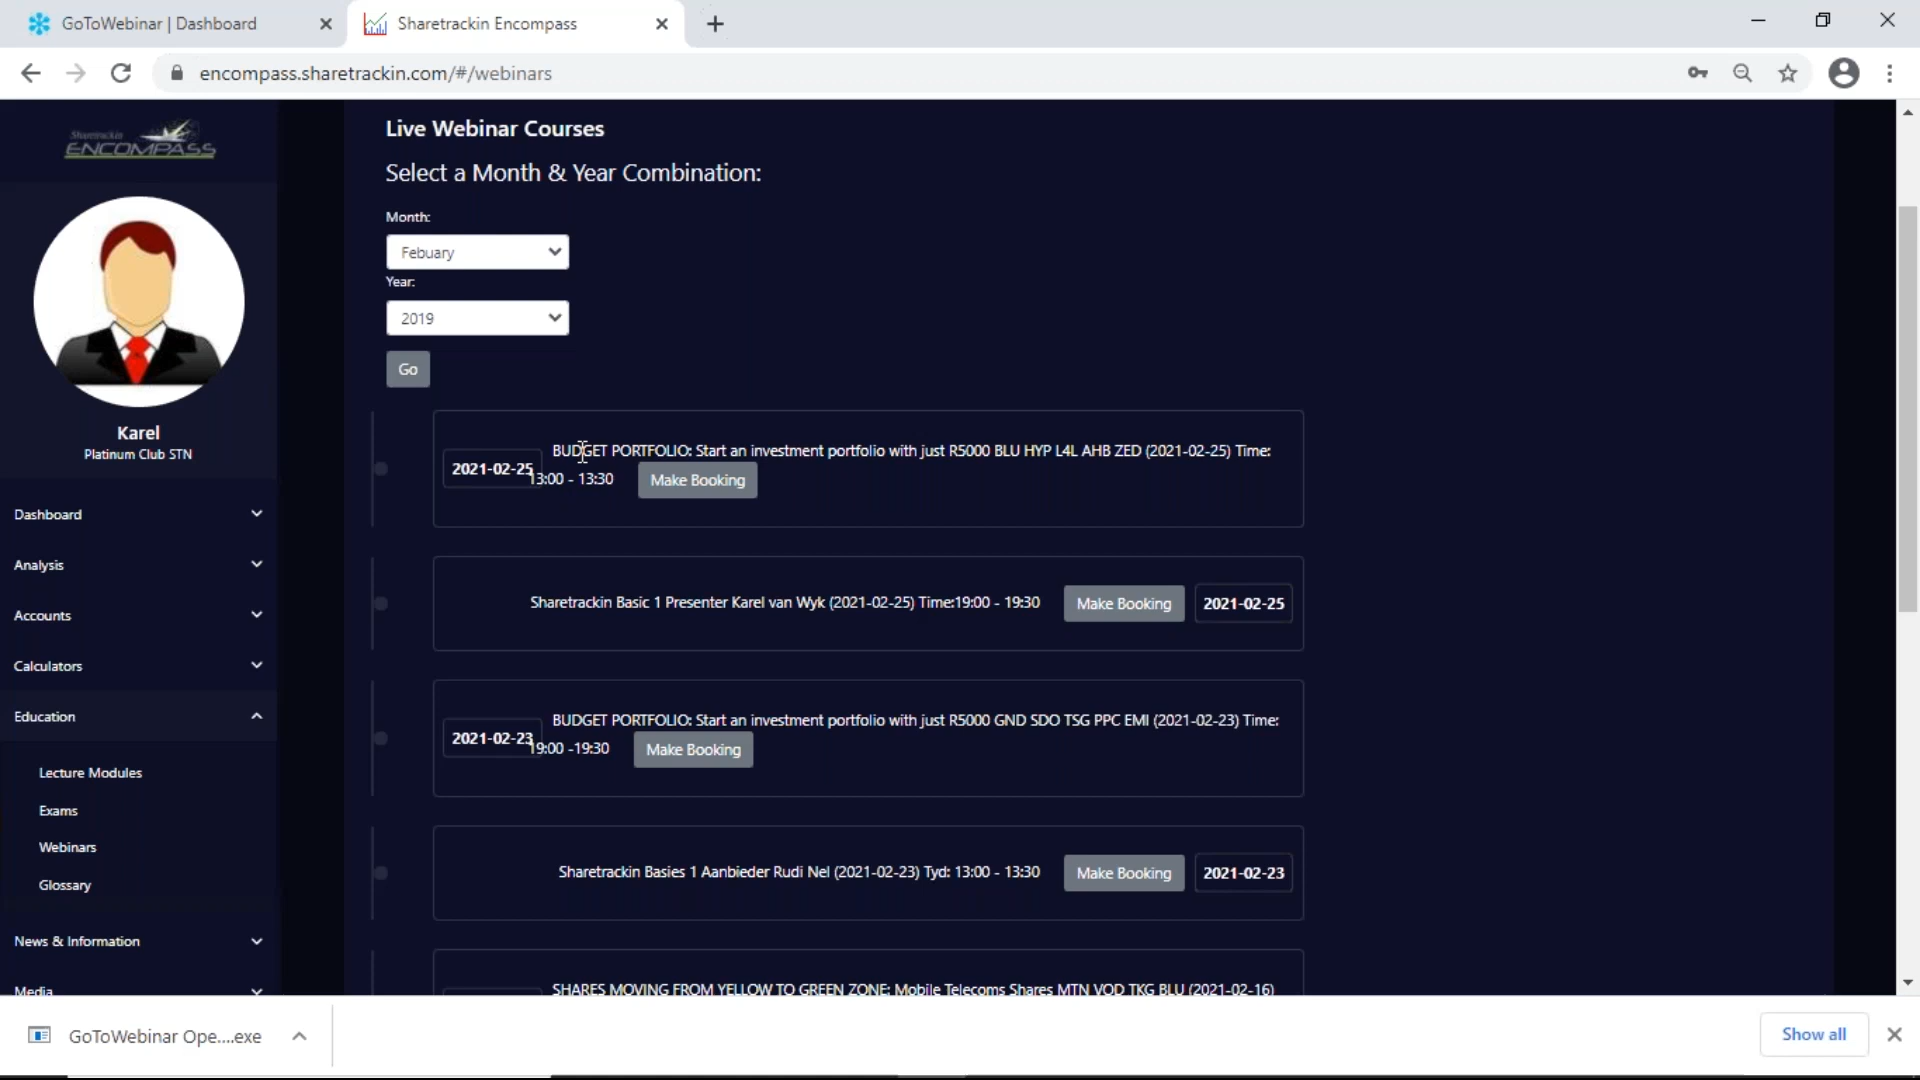 GoToWebinar | Dashboard
Sharetrackin Encompass
encompass.sharetrackin.com/#/webinars
Sharetrackin
ENCOMPASS
Karel
Platinum Club STN
Dashboard
Analysis
Accounts
Calculators
Education
Lecture Modules
Exams
Webinars
Glossary
News & Information
Media
Live Webinar Courses
Select a Month & Year Combination:
Month:
Febuary
Year:
2019
Go
2021-02-25
BUDGET PORTFOLIO: Start an investment portfolio with just R5000 BLU HYP L4L AHB ZED (2021-02-25) Time:
13:00 - 13:30 Make Booking
Sharetrackin Basic 1 Presenter Karel van Wyk (2021-02-25) Time:19:00 - 19:30 Make Booking 2021-02-25
2021-02-23
BUDGET PORTFOLIO: Start an investment portfolio with just R5000 GND SDO TSG PPC EMI (2021-02-23) Time:
19:00 -19:30 Make Booking
Sharetrackin Basies 1 Aanbieder Rudi Nel (2021-02-23) Tyd: 13:00 - 13:30 Make Booking 2021-02-23
SHARES MOVING FROM YELLOW TO GREEN ZONE: Mobile Telecoms Shares MTN VOD TKG BLU (2021-02-16)
GoToWebinar Ope....exe
Show all